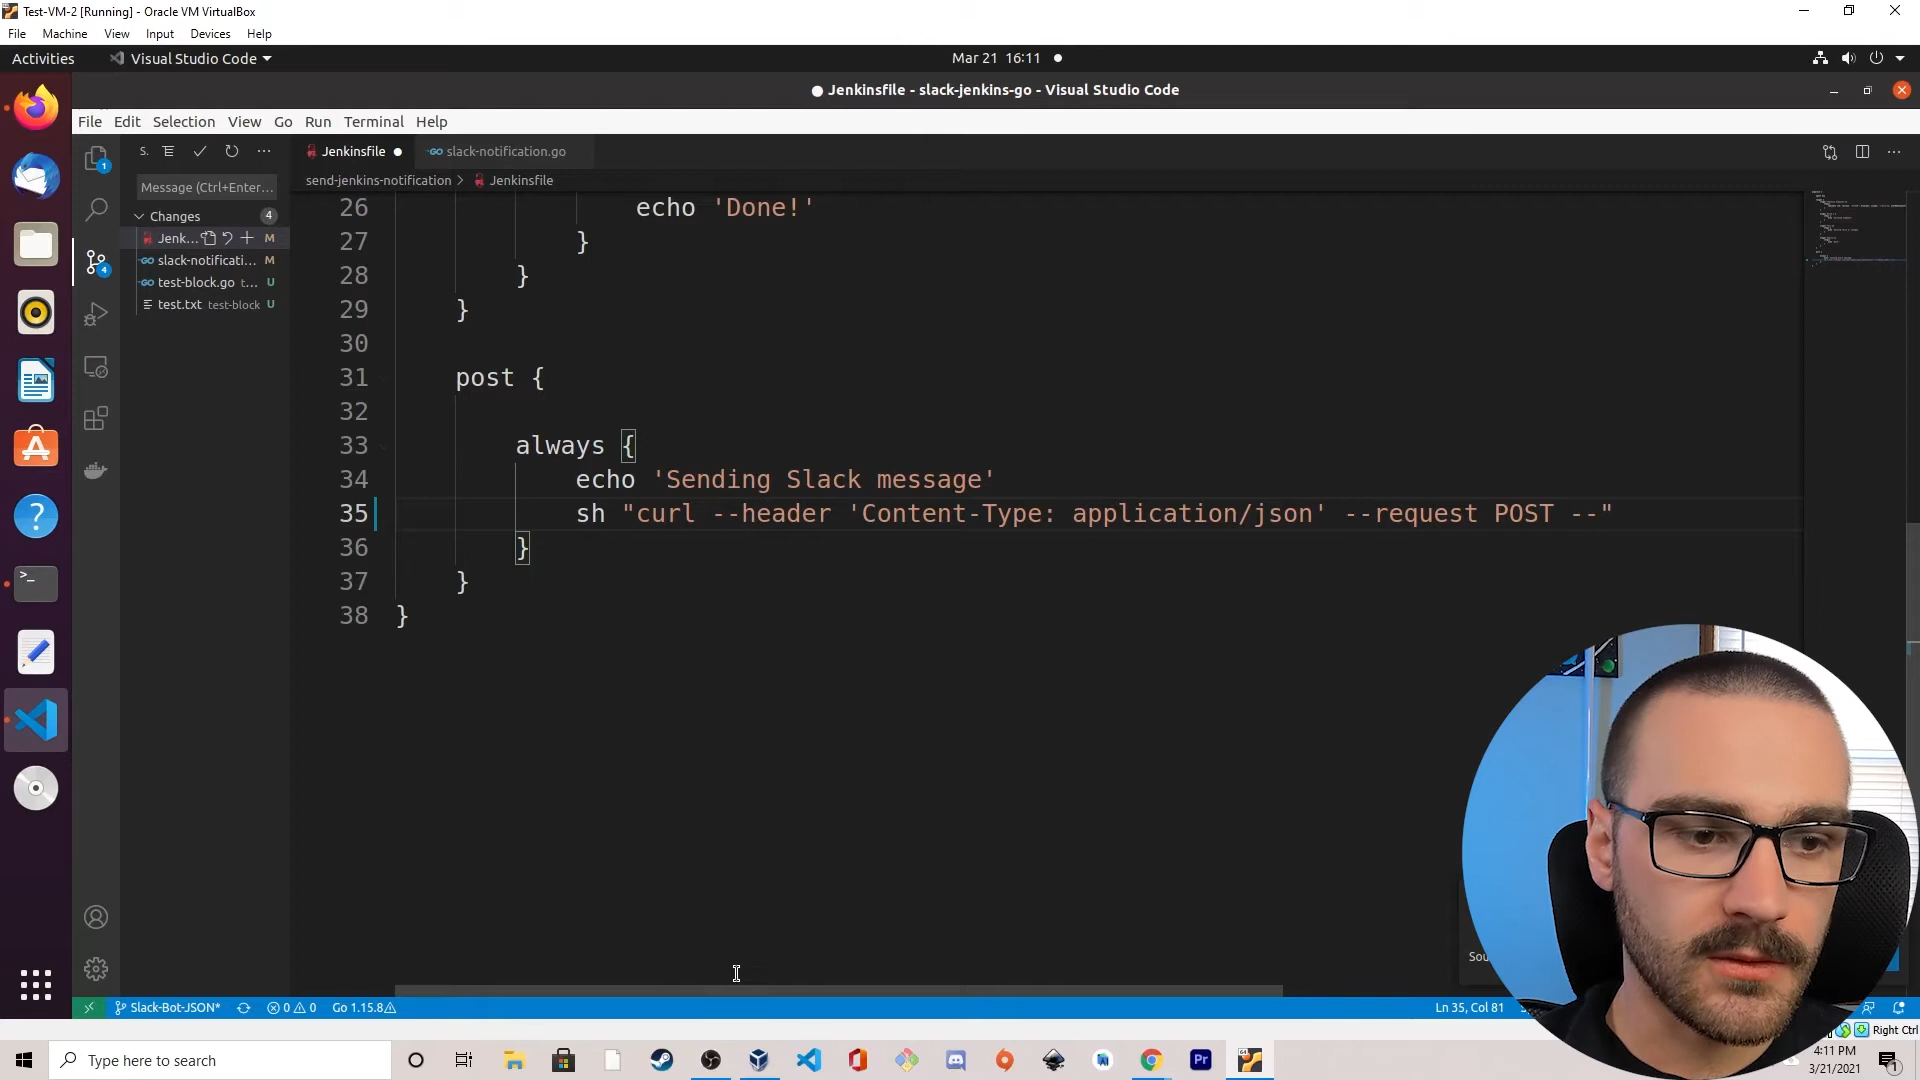 Test-VM-2 [Running] - Oracle VM VirtualBox
File Machine View Input Devices Help
Activities Visual Studio Code Mar 21 16:11
Jenkinsfile - slack-jenkins-go - Visual Studio Code
File Edit Selection View Go Run Terminal Help
S. Jenkinsfile slack-notification.go
send-jenkins-notification > Jenkinsfile
Message (Ctrl+Enter...
Changes 4
Jenk... M
slack-notificati... M
test-block.go t... U
test.txt test-block U
26 echo 'Done!'
27 }
28 }
29 }
30
31 post {
32
33 always {
34 echo 'Sending Slack message'
35 sh "curl --header 'Content-Type: application/json' --request POST --"
36 }
37 }
38 }
Sou
Slack-Bot-JSON* 0 0 Go 1.15.8 Ln 35, Col 81
Right Ctrl
Type here to search
4:11 PM
3/21/2021